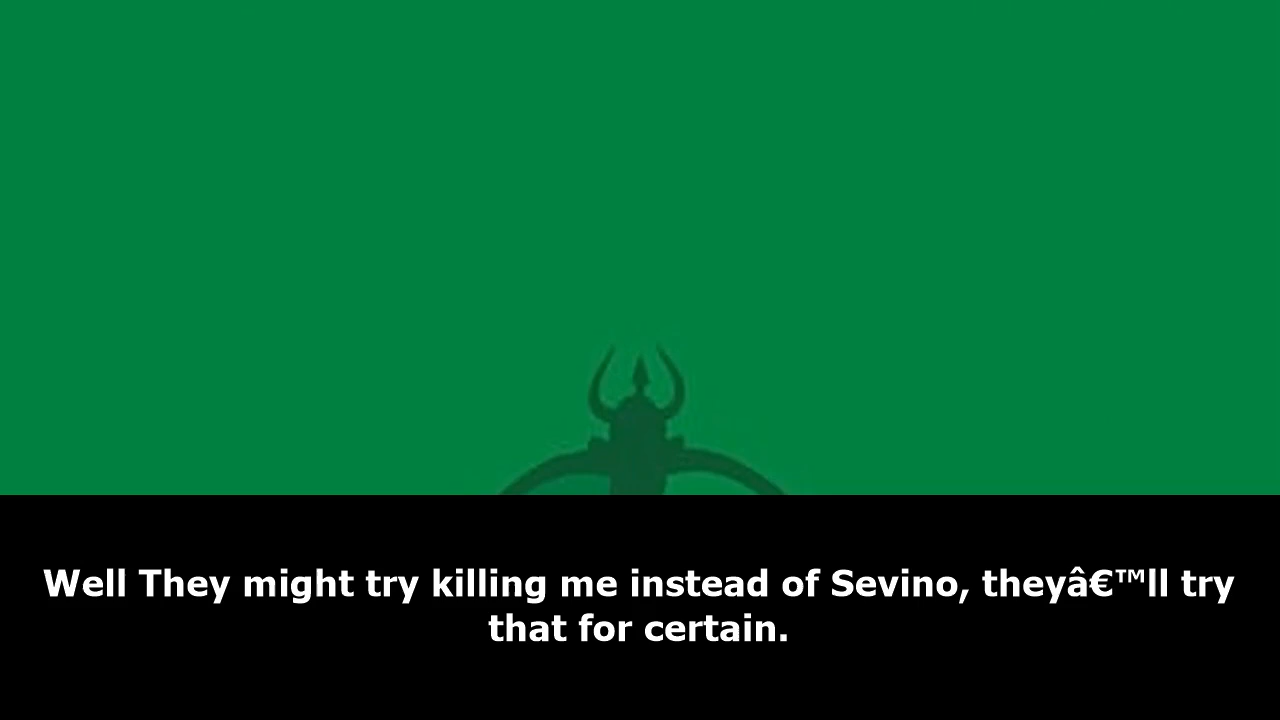 Well They might try killing me instead of Sevino, theyâ€™ll try
that for certain.